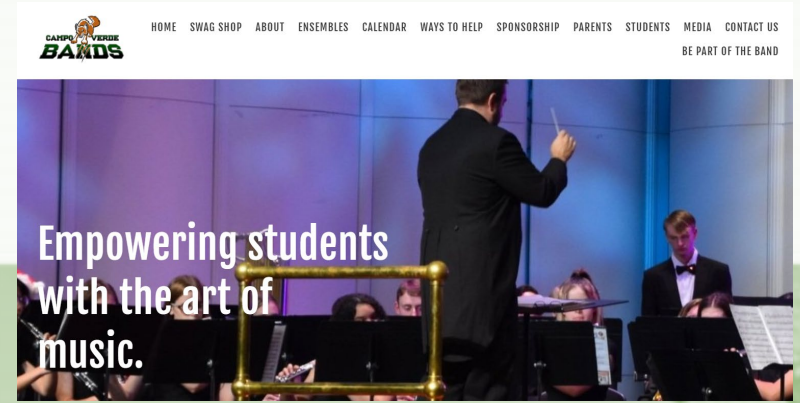 CAMPO VERDE
BANDS
HOME SWAG SHOP ABOUT ENSEMBLES CALENDAR WAYS TO HELP SPONSORSHIP PARENTS STUDENTS MEDIA CONTACT US
BE PART OF THE BAND
Empowering students
with the art of
music.